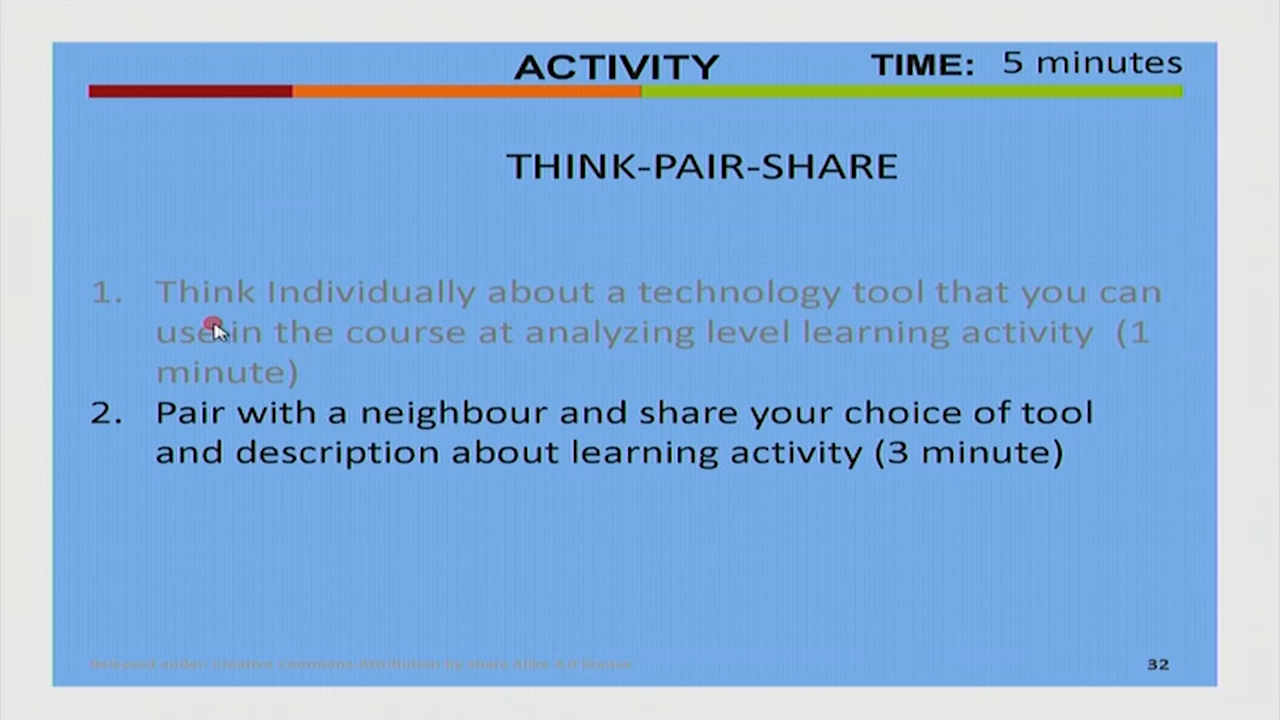 ACTIVITY
TIME: 5 minutes
THINK-PAIR-SHARE
1. Think Individually about a technology tool that you can
use in the course at analyzing level learning activity (1
minute)
2. Pair with a neighbour and share your choice of tool
and description about learning activity (3 minute)
Released under: Creative Commons Attribution by Share Alike 4.0 license
32